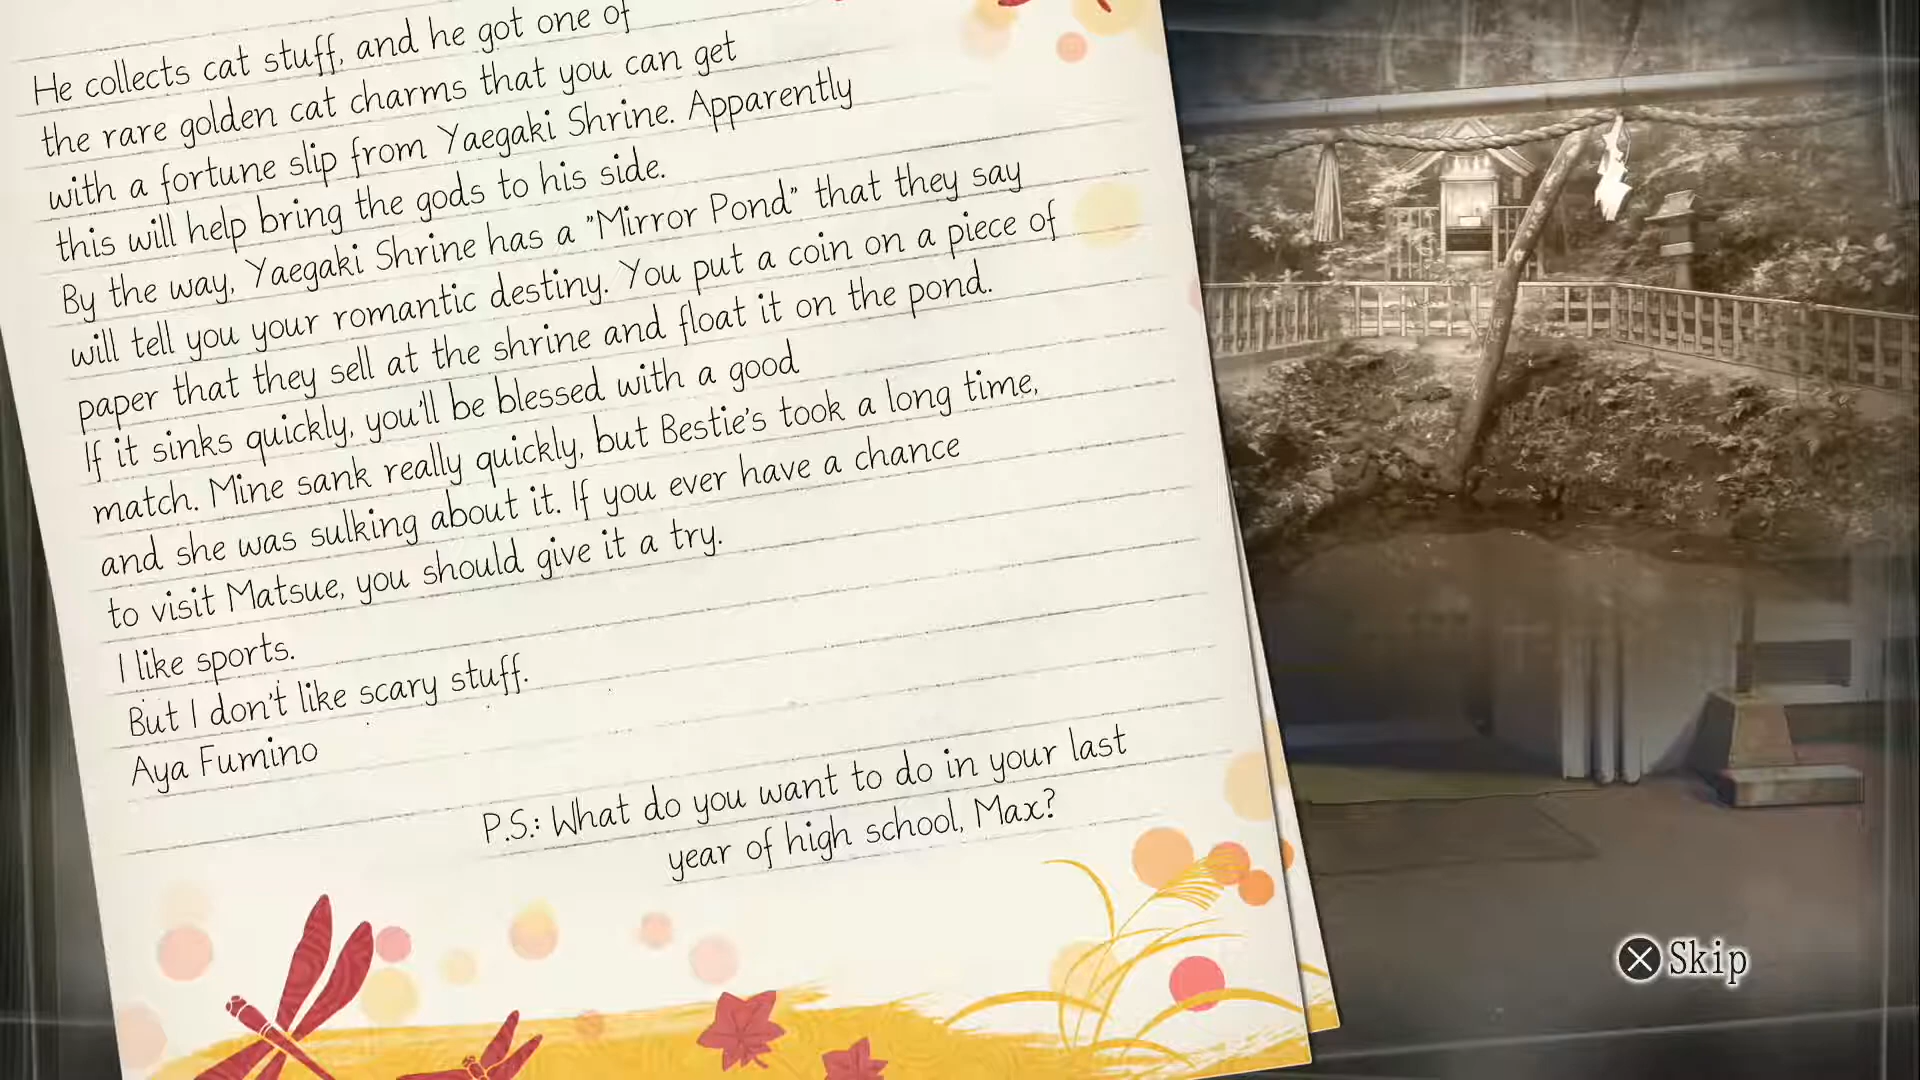 He collects cat stuff, and he got one of
the rare golden cat charms that you can get
with a fortune slip from Yaegaki Shrine. Apparently
this will help bring the gods to his side.
By the way, Yaegaki Shrine has a "Mirror Pond" that they say
will tell you your romantic destiny. You put a coin on a piece of
paper that they sell at the shrine and float it on the pond.
If it sinks quickly, you'll be blessed with a good
match. Mine sank really quickly, but Bestie's took a long time,
and she was sulking about it. If you ever have a chance
to visit Matsue, you should give it a try.
I like sports.
But I don't like scary stuff.
Aya Fumino
P.S.: What do you want to do in your last
year of high school, Max?
Skip